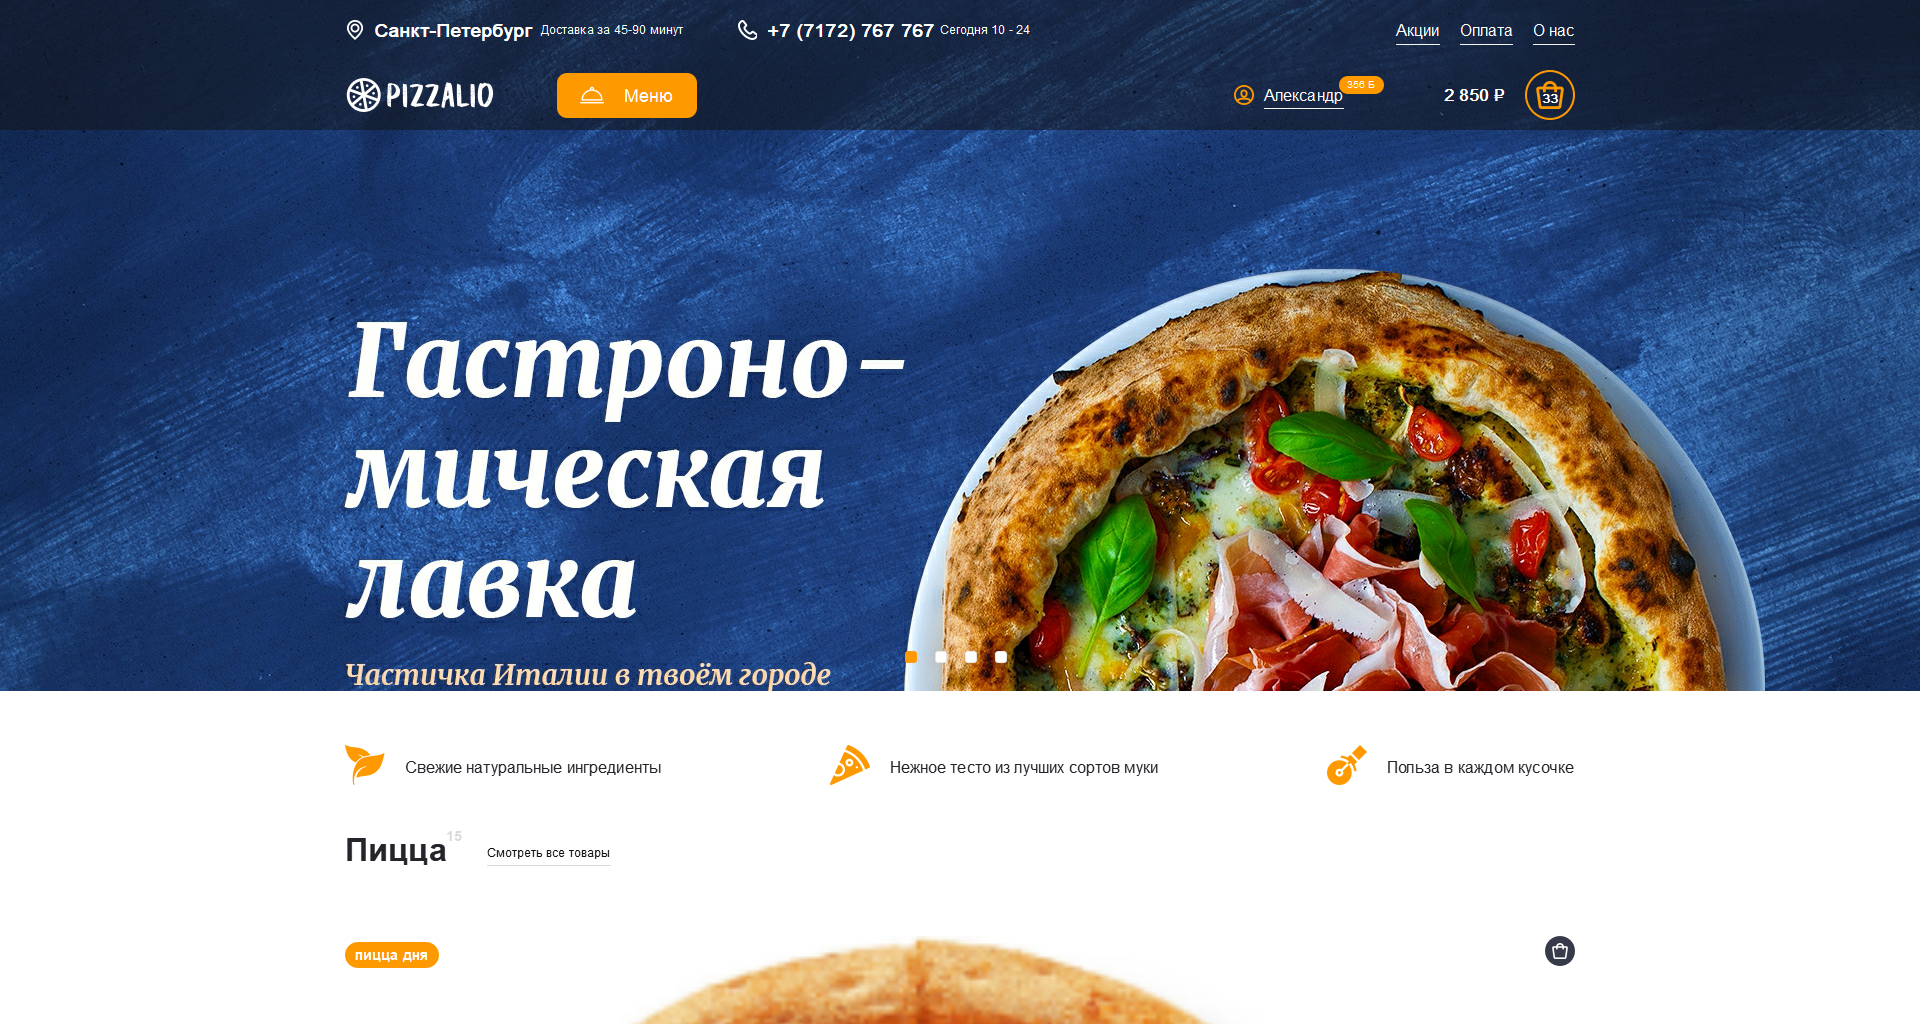 Санкт-Петербург Доставка за 45-90 минут +7 (7172) 767 767 Сегодня 10 - 24 Акции Оплата О нас
PIZZALIO Меню Александр 356 Б 2 850 ₽ 33
Гастроно–
мическая
лавка
Частичка Италии в твоём городе
Свежие натуральные ингредиенты Нежное тесто из лучших сортов муки Польза в каждом кусочке
Пицца 15 Смотреть все товары
пицца дня